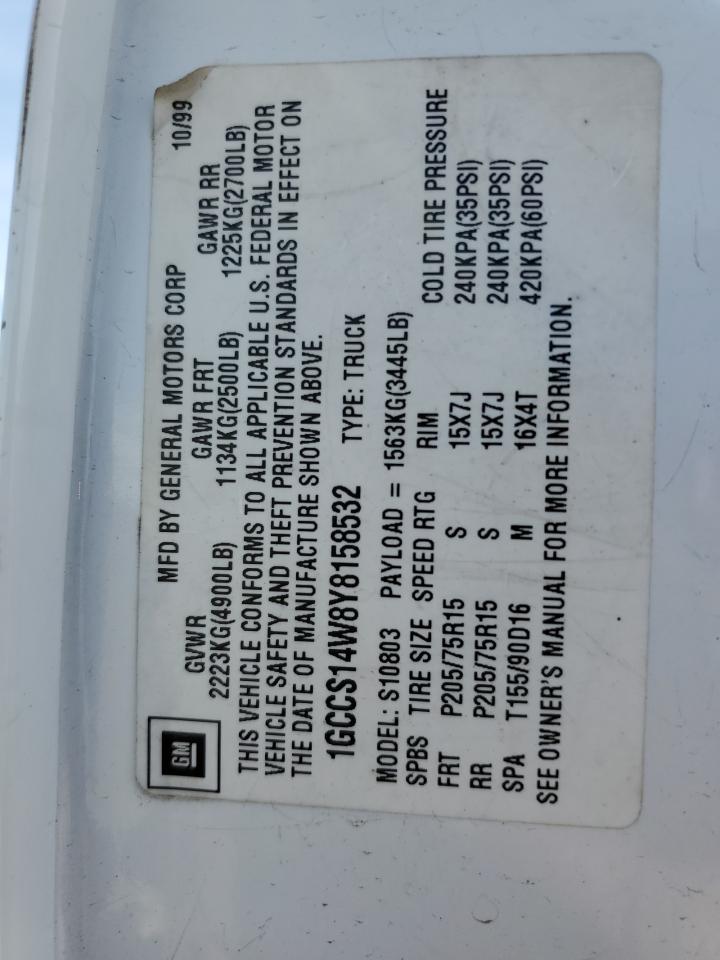 GM
MFD BY GENERAL MOTORS CORP 10/99
GVWR GAWR FRT GAWR RR
2223KG(4900LB) 1134KG(2500LB) 1225KG(2700LB)
THIS VEHICLE CONFORMS TO ALL APPLICABLE U.S. FEDERAL MOTOR
VEHICLE SAFETY AND THEFT PREVENTION STANDARDS IN EFFECT ON
THE DATE OF MANUFACTURE SHOWN ABOVE.
1GCCS14W8Y8158532 TYPE: TRUCK
MODEL: S10803 PAYLOAD = 1563KG(3445LB)
SPBS TIRE SIZE SPEED RTG RIM COLD TIRE PRESSURE
FRT P205/75R15 S 15X7J 240KPA(35PSI)
RR P205/75R15 S 15X7J 240KPA(35PSI)
SPA T155/90D16 M 16X4T 420KPA(60PSI)
SEE OWNER'S MANUAL FOR MORE INFORMATION.